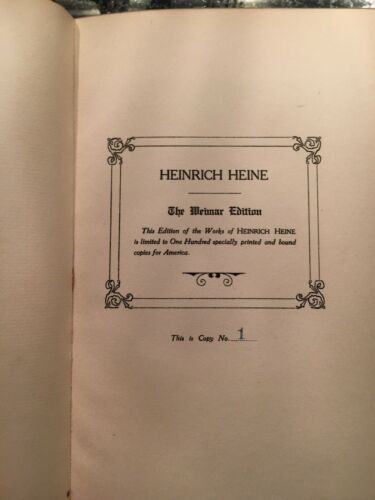 HEINRICH HEINE
The Weimar Edition
This Edition of the Works of HEINRICH HEINE
is limited to One Hundred specially printed and bound
copies for America.
This is Copy No. 1